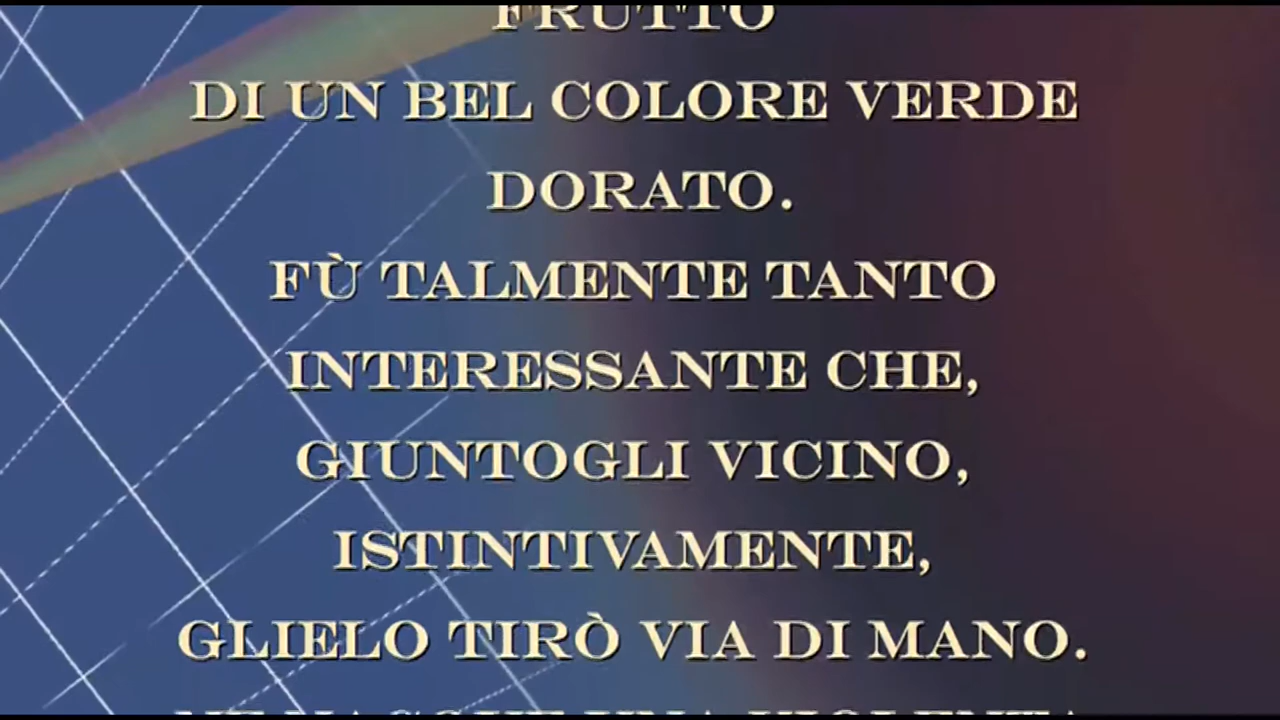 FRUTTO
DI UN BEL COLORE VERDE
DORATO.
FÙ TALMENTE TANTO
INTERESSANTE CHE,
GIUNTOGLI VICINO,
ISTINTIVAMENTE,
GLIELO TIRÒ VIA DI MANO.